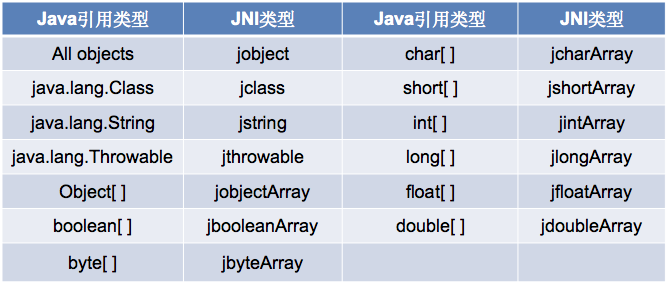 Java引用类型 JNI类型 Java引用类型 JNI类型
All objects jobject char[ ] jcharArray
java.lang.Class jclass short[ ] jshortArray
java.lang.String jstring int[ ] jintArray
java.lang.Throwable jthrowable long[ ] jlongArray
Object[ ] jobjectArray float[ ] jfloatArray
boolean[ ] jbooleanArray double[ ] jdoubleArray
byte[ ] jbyteArray